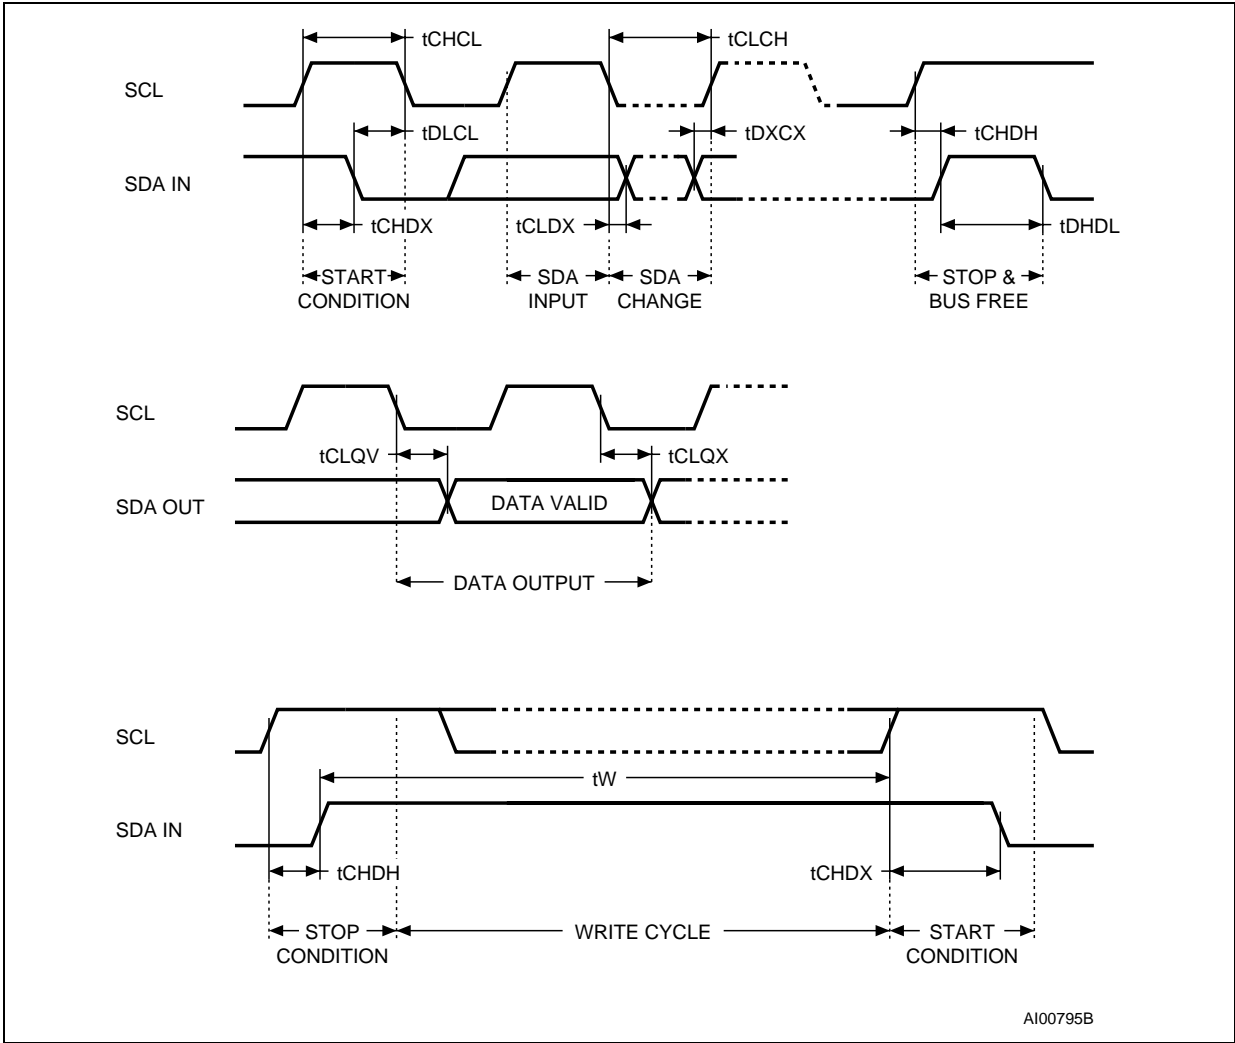 tCHCL
tCLCH
SCL
tDLCL
tDXCX
tCHDH
SDA IN
tCHDX
tCLDX
tDHDL
START
CONDITION
SDA
INPUT
SDA
CHANGE
STOP &
BUS FREE
SCL
tCLQV
tCLQX
SDA OUT
DATA VALID
DATA OUTPUT
SCL
tW
SDA IN
tCHDH
tCHDX
STOP
CONDITION
WRITE CYCLE
START
CONDITION
AI00795B